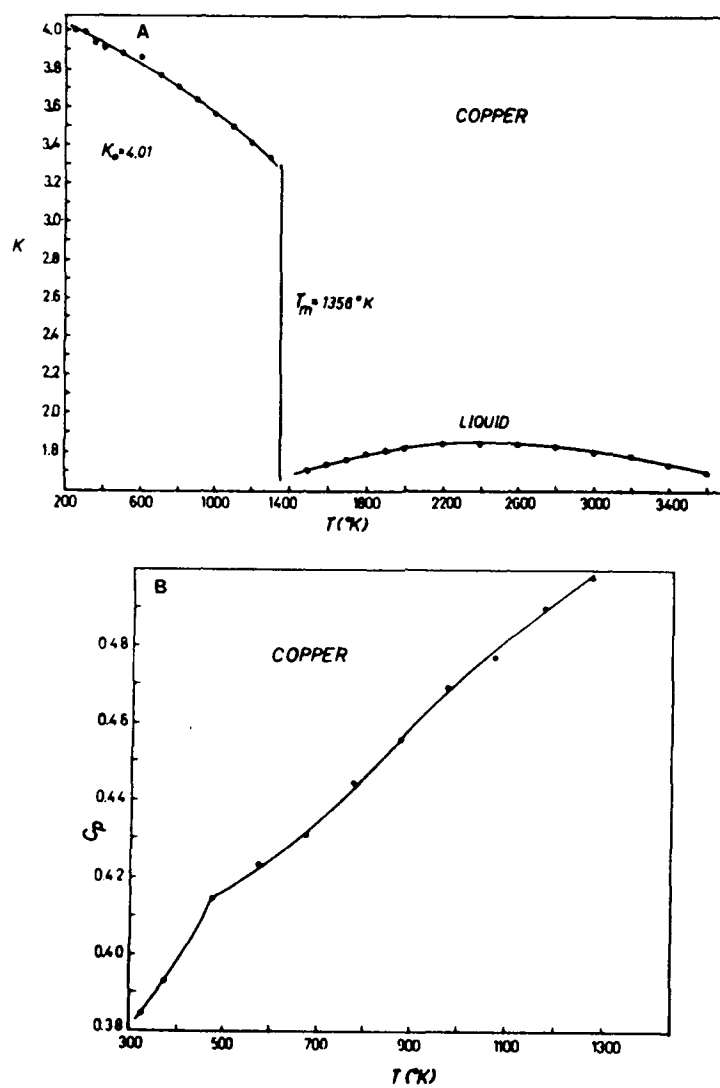 A
4.0
3.8
3.6
3.4
3.2
3.0
2.8
2.6
2.4
2.2
2.0
1.8
K
COPPER
K₀=4.01
Tm=1356°K
LIQUID
200 600 1000 1400 1800 2200 2600 3000 3400
T(°K)
B
COPPER
0.48
0.46
0.44
0.42
0.40
0.38
Cp
300 500 700 900 1100 1300
T(°K)